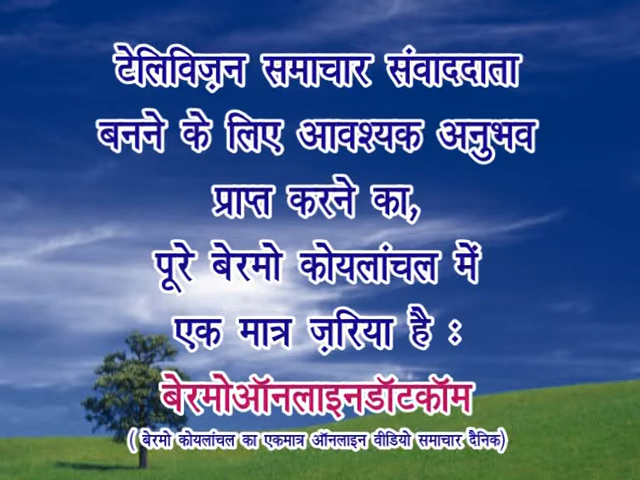 टेलिविज़न समाचार संवाददाता
बनने के लिए आवश्यक अनुभव
प्राप्त करने का,
पूरे बेरमो कोयलांचल में
एक मात्र ज़रिया है :
बेरमोऑनलाइनडॉटकॉम
( बेरमो कोयलांचल का एकमात्र ऑनलाइन वीडियो समाचार दैनिक)